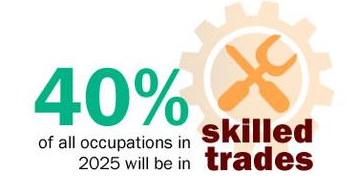 40%
of all occupations in
2025 will be in
skilled
trades